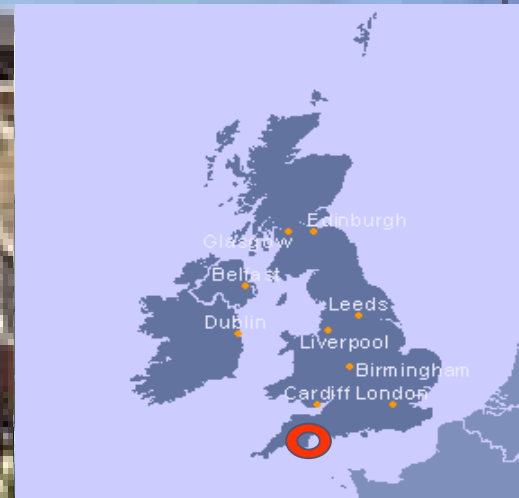 Edinburgh
Glasgow
Belfast
Leeds
Dublin
Liverpool
Birmingham
Cardiff London